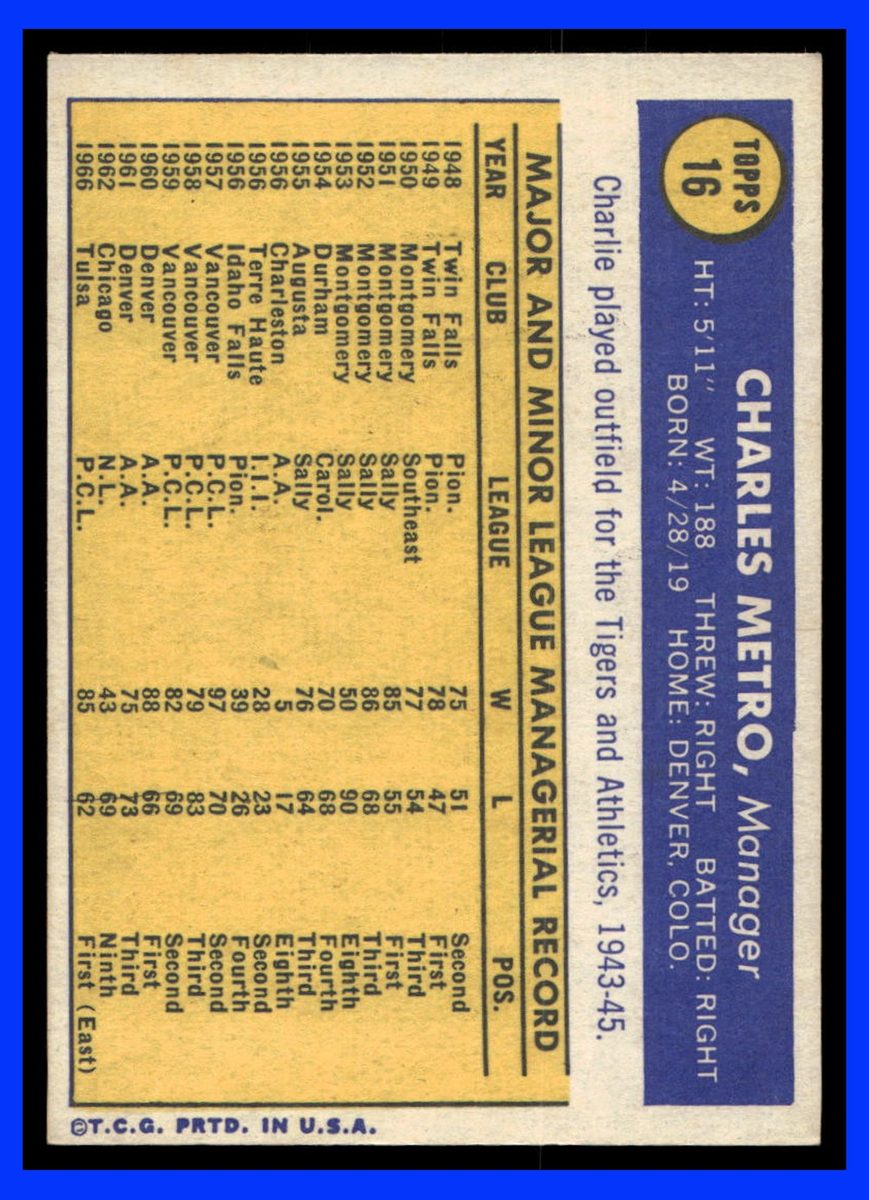 TOPPS
16
CHARLES METRO, Manager
HT: 5'11" WT: 188 THREW: RIGHT BATTED: RIGHT
BORN: 4/28/19 HOME: DENVER, COLO.
Charlie played outfield for the Tigers and Athletics, 1943-45.
MAJOR AND MINOR LEAGUE MANAGERIAL RECORD
YEAR CLUB LEAGUE W L POS.
1948 Twin Falls Pion. 75 51 Second
1949 Twin Falls Pion. 78 47 First
1950 Montgomery Southeast 77 54 Third
1951 Montgomery Sally 85 55 First
1952 Montgomery Sally 86 68 Third
1953 Montgomery Sally 50 90 Eighth
1954 Durham Carol. 70 68 Fourth
1955 Augusta Sally 76 64 Third
1956 Charleston A.A. 5 17 Eighth
1956 Terre Haute I.I.I. 28 23 Second
1956 Idaho Falls Pion. 39 26 Fourth
1957 Vancouver P.C.L. 97 70 Second
1958 Vancouver P.C.L. 79 83 Third
1959 Vancouver P.C.L. 82 69 Second
1960 Denver A.A. 88 66 First
1961 Denver A.A. 75 73 Third
1962 Chicago N.L. 43 69 Ninth
1966 Tulsa P.C.L. 85 62 First (East)
©T.C.G. PRTD. IN U.S.A.